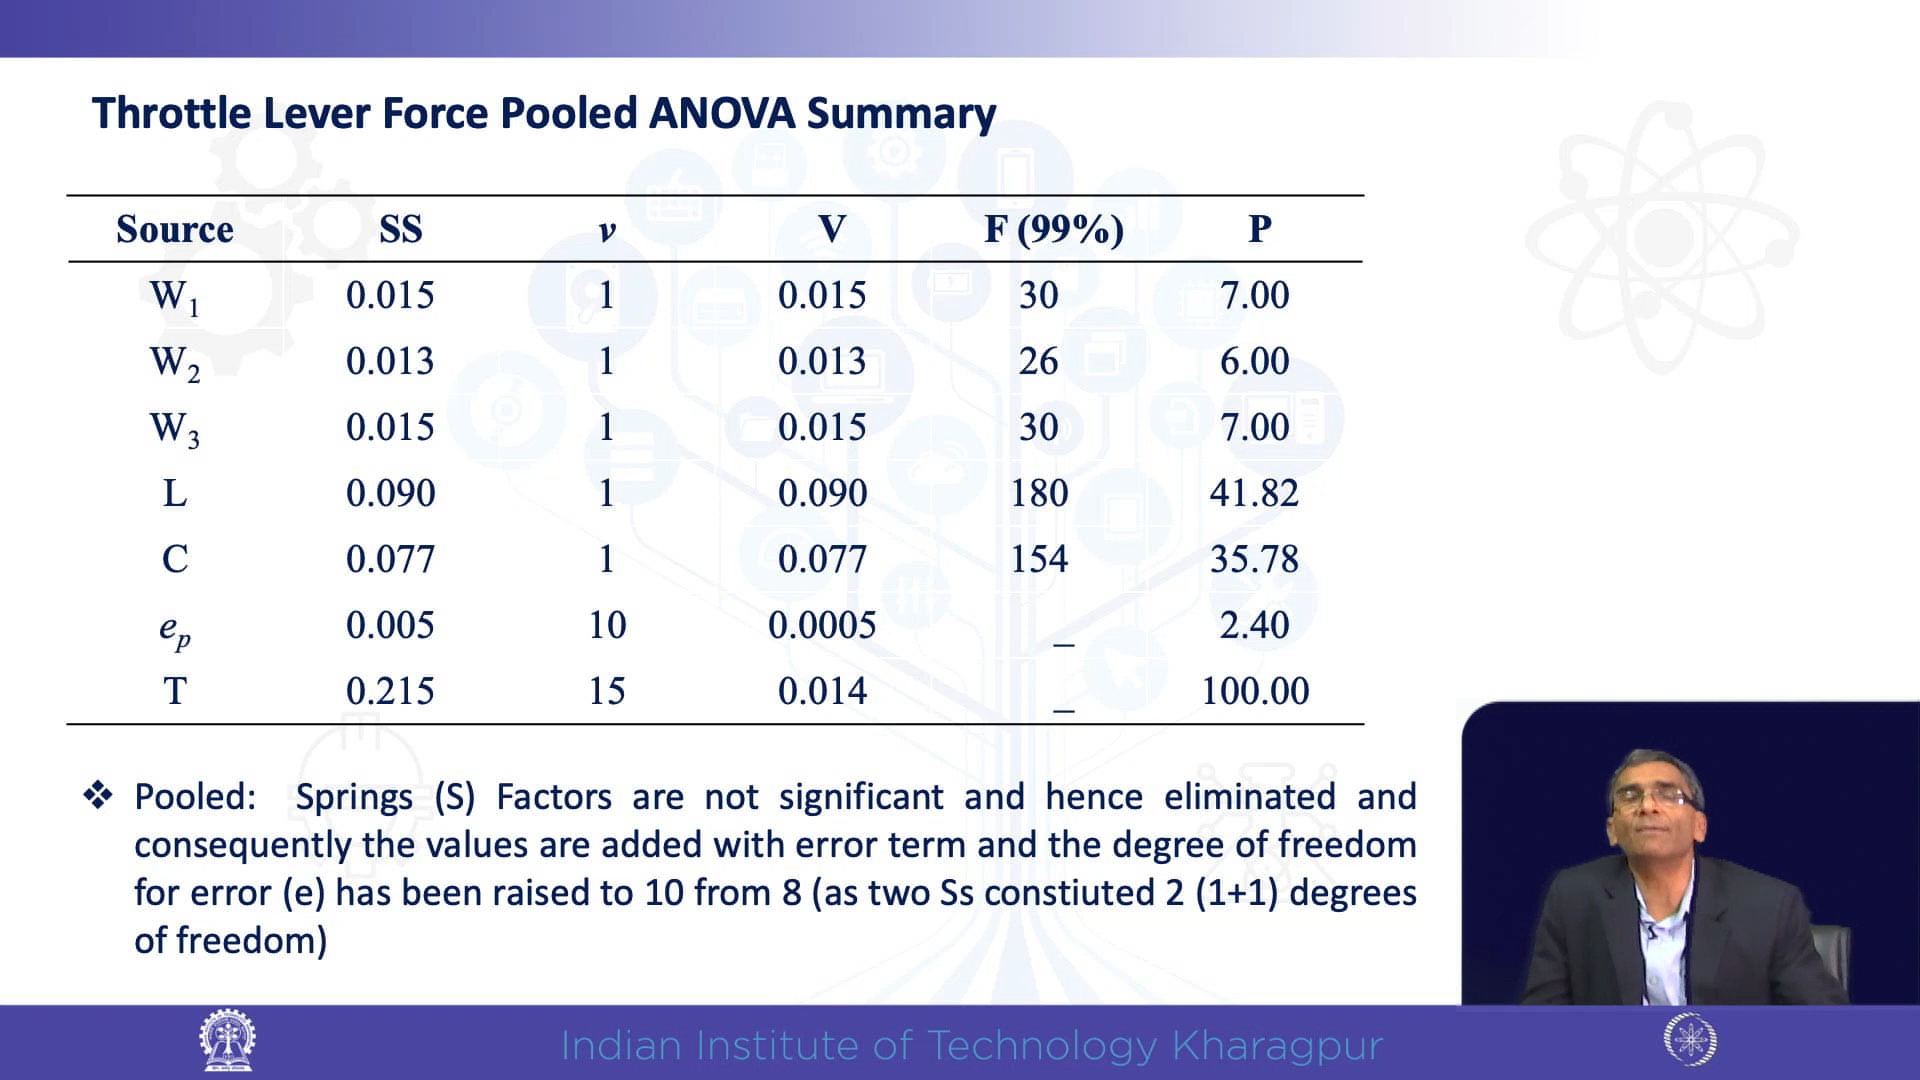 Throttle Lever Force Pooled ANOVA Summary
Source SS ν V F (99%) P
W1 0.015 1 0.015 30 7.00
W2 0.013 1 0.013 26 6.00
W3 0.015 1 0.015 30 7.00
L 0.090 1 0.090 180 41.82
C 0.077 1 0.077 154 35.78
ep 0.005 10 0.0005 _ 2.40
T 0.215 15 0.014 _ 100.00
❖ Pooled: Springs (S) Factors are not significant and hence eliminated and
consequently the values are added with error term and the degree of freedom
for error (e) has been raised to 10 from 8 (as two Ss constiuted 2 (1+1) degrees
of freedom)
Indian Institute of Technology Kharagpur